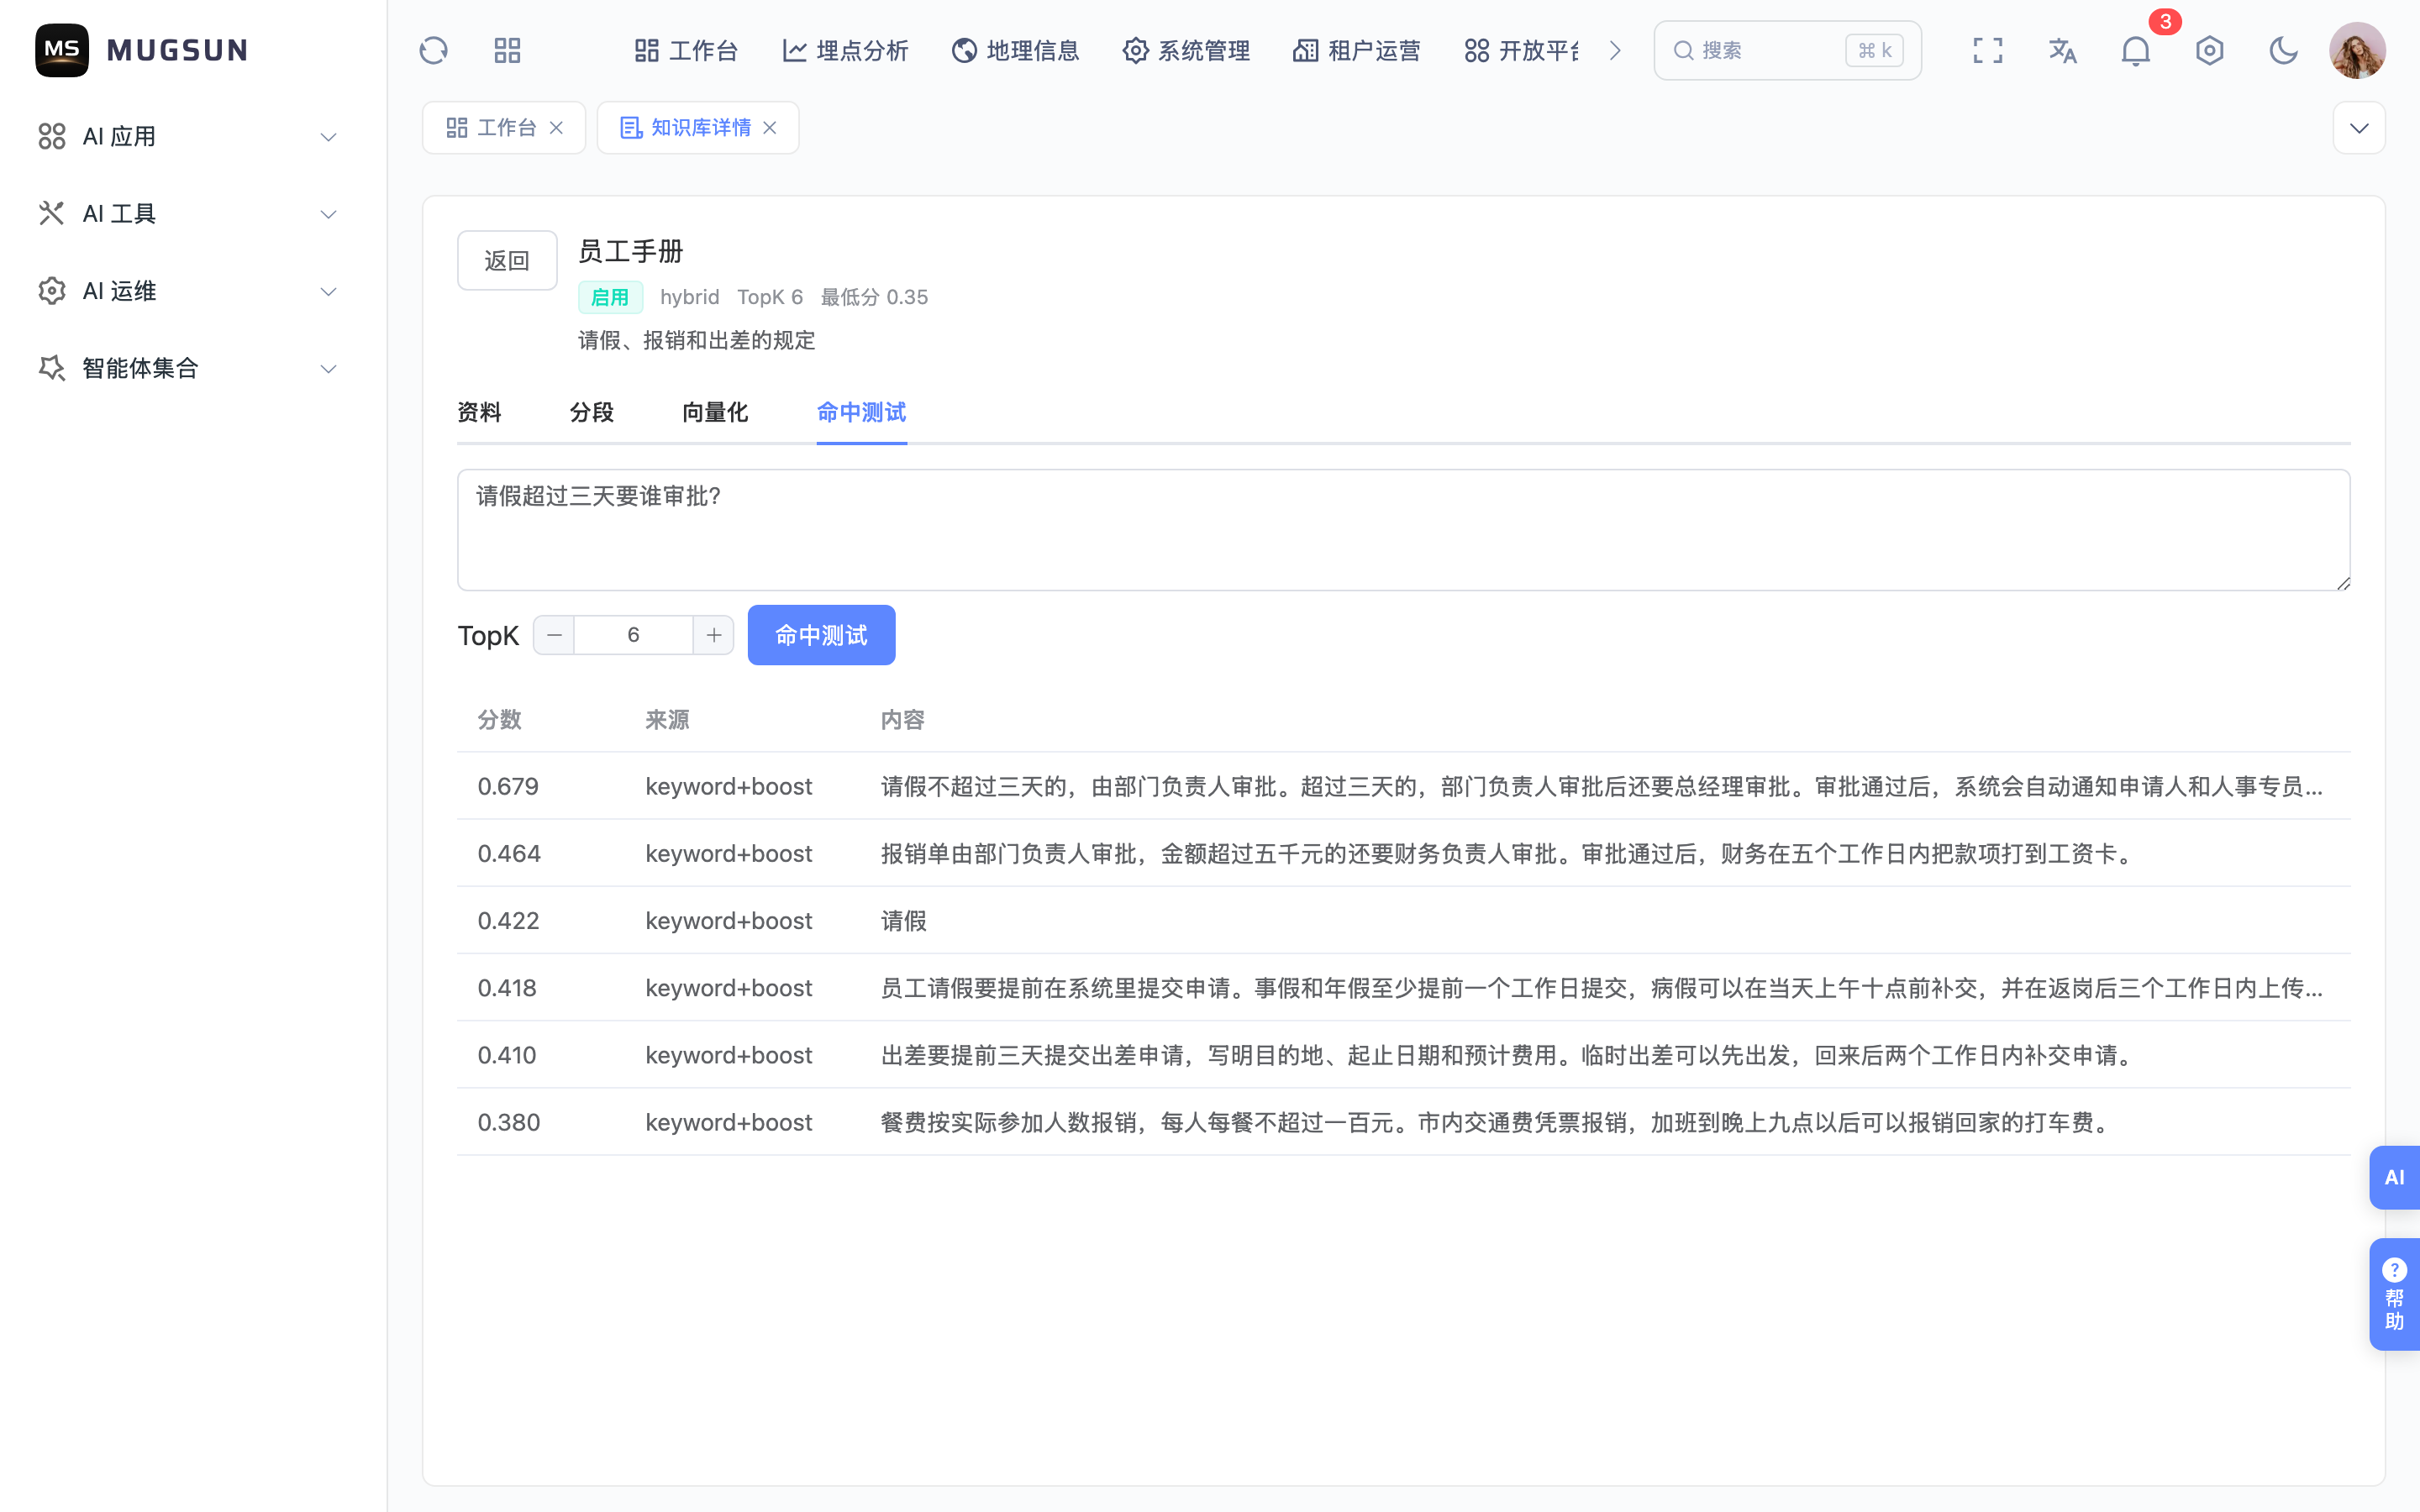 MS MUGSUN
AI 应用
AI 工具
AI 运维
智能体集合
工作台 埋点分析 地理信息 系统管理 租户运营 开放平台
搜索 ⌘ k
3
工作台 知识库详情
返回
员工手册
启用 hybrid TopK 6 最低分 0.35
请假、报销和出差的规定
资料 分段 向量化 命中测试
请假超过三天要谁审批?
TopK 6 命中测试
分数 来源 内容
0.679 keyword+boost 请假不超过三天的，由部门负责人审批。超过三天的，部门负责人审批后还要总经理审批。审批通过后，系统会自动通知申请人和人事专员...
0.464 keyword+boost 报销单由部门负责人审批，金额超过五千元的还要财务负责人审批。审批通过后，财务在五个工作日内把款项打到工资卡。
0.422 keyword+boost 请假
0.418 keyword+boost 员工请假要提前在系统里提交申请。事假和年假至少提前一个工作日提交，病假可以在当天上午十点前补交，并在返岗后三个工作日内上传...
0.410 keyword+boost 出差要提前三天提交出差申请，写明目的地、起止日期和预计费用。临时出差可以先出发，回来后两个工作日内补交申请。
0.380 keyword+boost 餐费按实际参加人数报销，每人每餐不超过一百元。市内交通费凭票报销，加班到晚上九点以后可以报销回家的打车费。
AI
?
帮
助